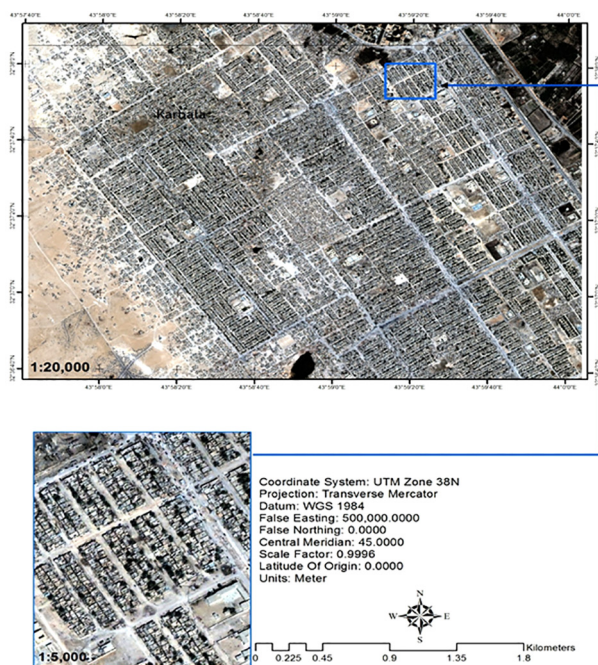 43°57'40"E 43°58'0"E 43°58'20"E 43°58'40"E 43°59'0"E 43°59'20"E 43°59'40"E 44°0'0"E
Karbala
1:20,000
43°58'0"E 43°58'20"E 43°58'40"E 43°59'0"E 43°59'20"E 43°59'40"E 44°0'0"E
Coordinate System: UTM Zone 38N
Projection: Transverse Mercator
Datum: WGS 1984
False Easting: 500,000.0000
False Northing: 0.0000
Central Meridian: 45.0000
Scale Factor: 0.9996
Latitude Of Origin: 0.0000
Units: Meter
N
W E
S
1:5,000
Kilometers
0 0.225 0.45 0.9 1.35 1.8